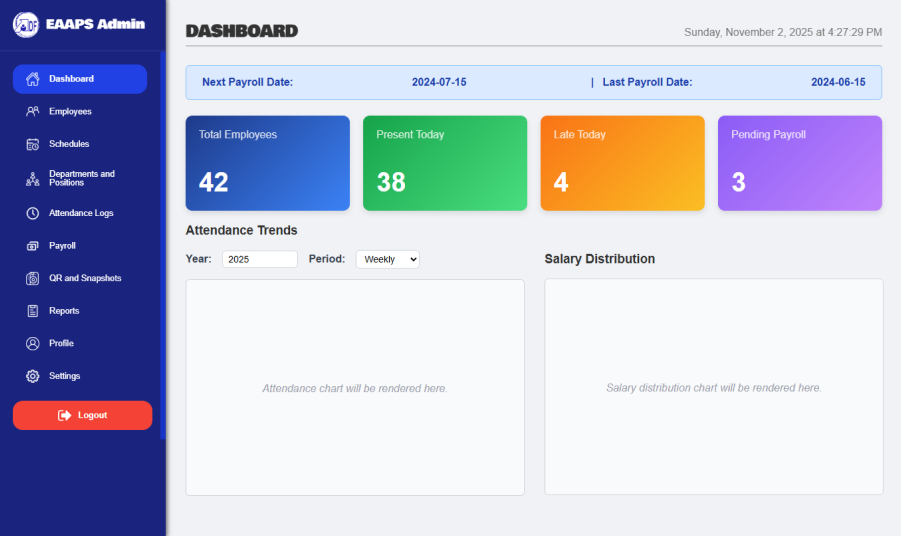 EAAPS Admin
Dashboard
Employees
Schedules
Departments and
Positions
Attendance Logs
Payroll
QR and Snapshots
Reports
Profile
Settings
Logout
DASHBOARD
Sunday, November 2, 2025 at 4:27:29 PM
Next Payroll Date: 2024-07-15 | Last Payroll Date: 2024-06-15
Total Employees
42
Present Today
38
Late Today
4
Pending Payroll
3
Attendance Trends
Year: 2025 Period: Weekly
Attendance chart will be rendered here.
Salary Distribution
Salary distribution chart will be rendered here.